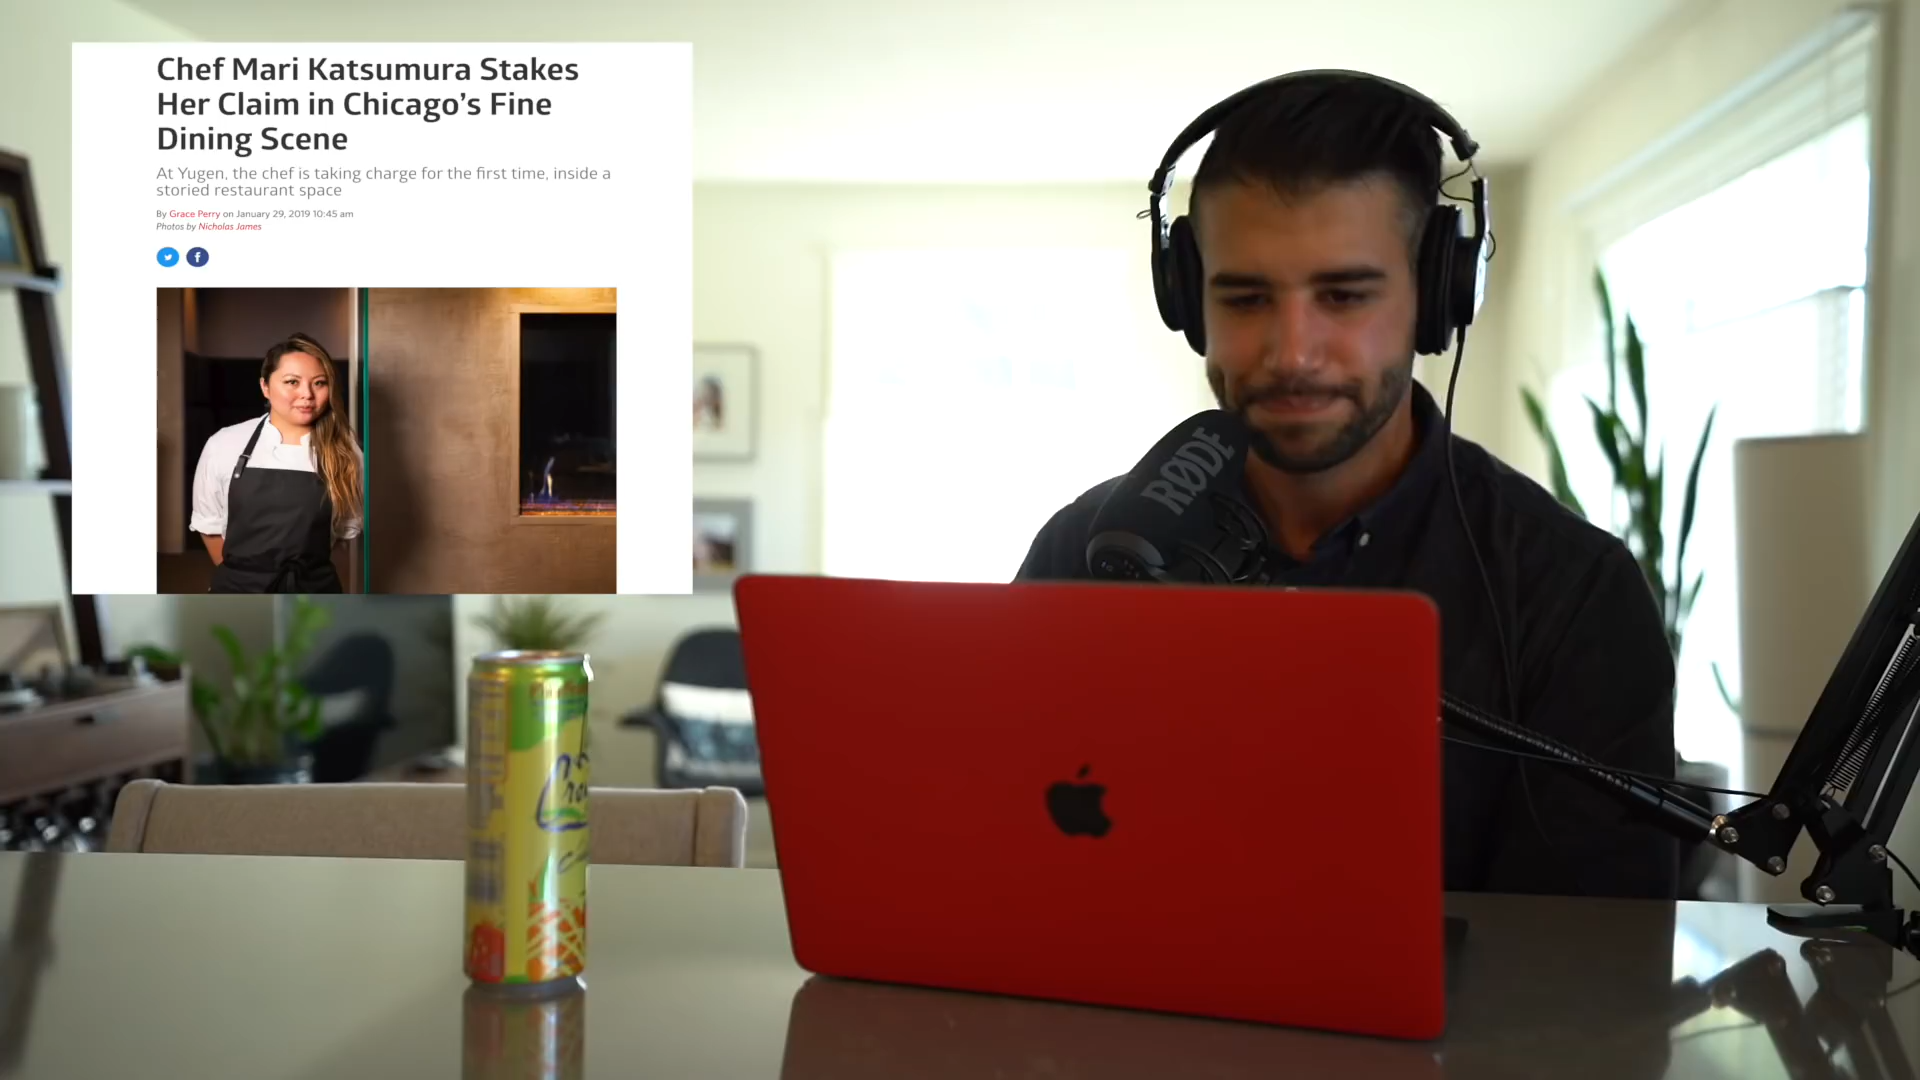 Chef Mari Katsumura Stakes
Her Claim in Chicago’s Fine
Dining Scene
At Yugen, the chef is taking charge for the first time, inside a
storied restaurant space
By Grace Perry on January 29, 2019 10:45 am
Photos by Nicholas James
RØDE